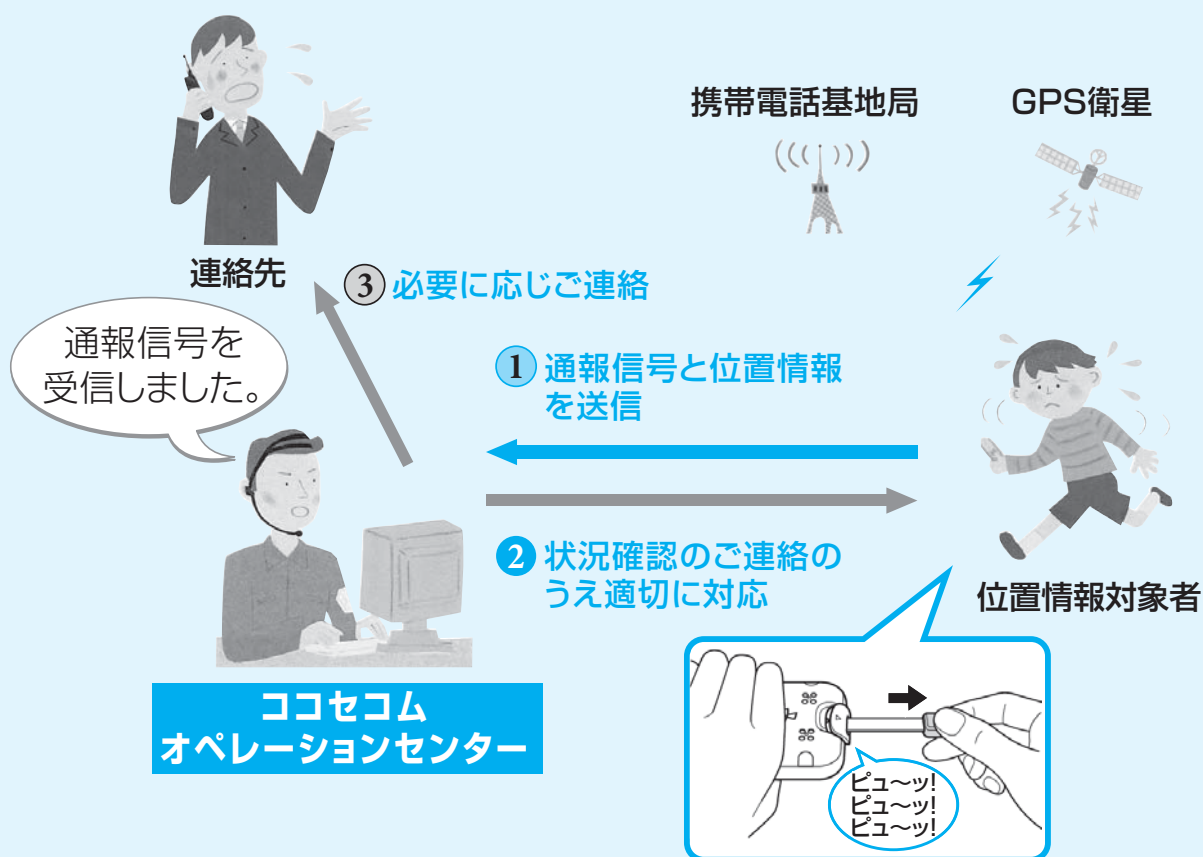 携帯電話基地局
GPS衛星
連絡先
③必要に応じご連絡
通報信号を
受信しました。
①通報信号と位置情報
を送信
②状況確認のご連絡の
うえ適切に対応
位置情報対象者
ココセコム
オペレーションセンター
ピュ〜ッ!
ピュ〜ッ!
ピュ〜ッ!